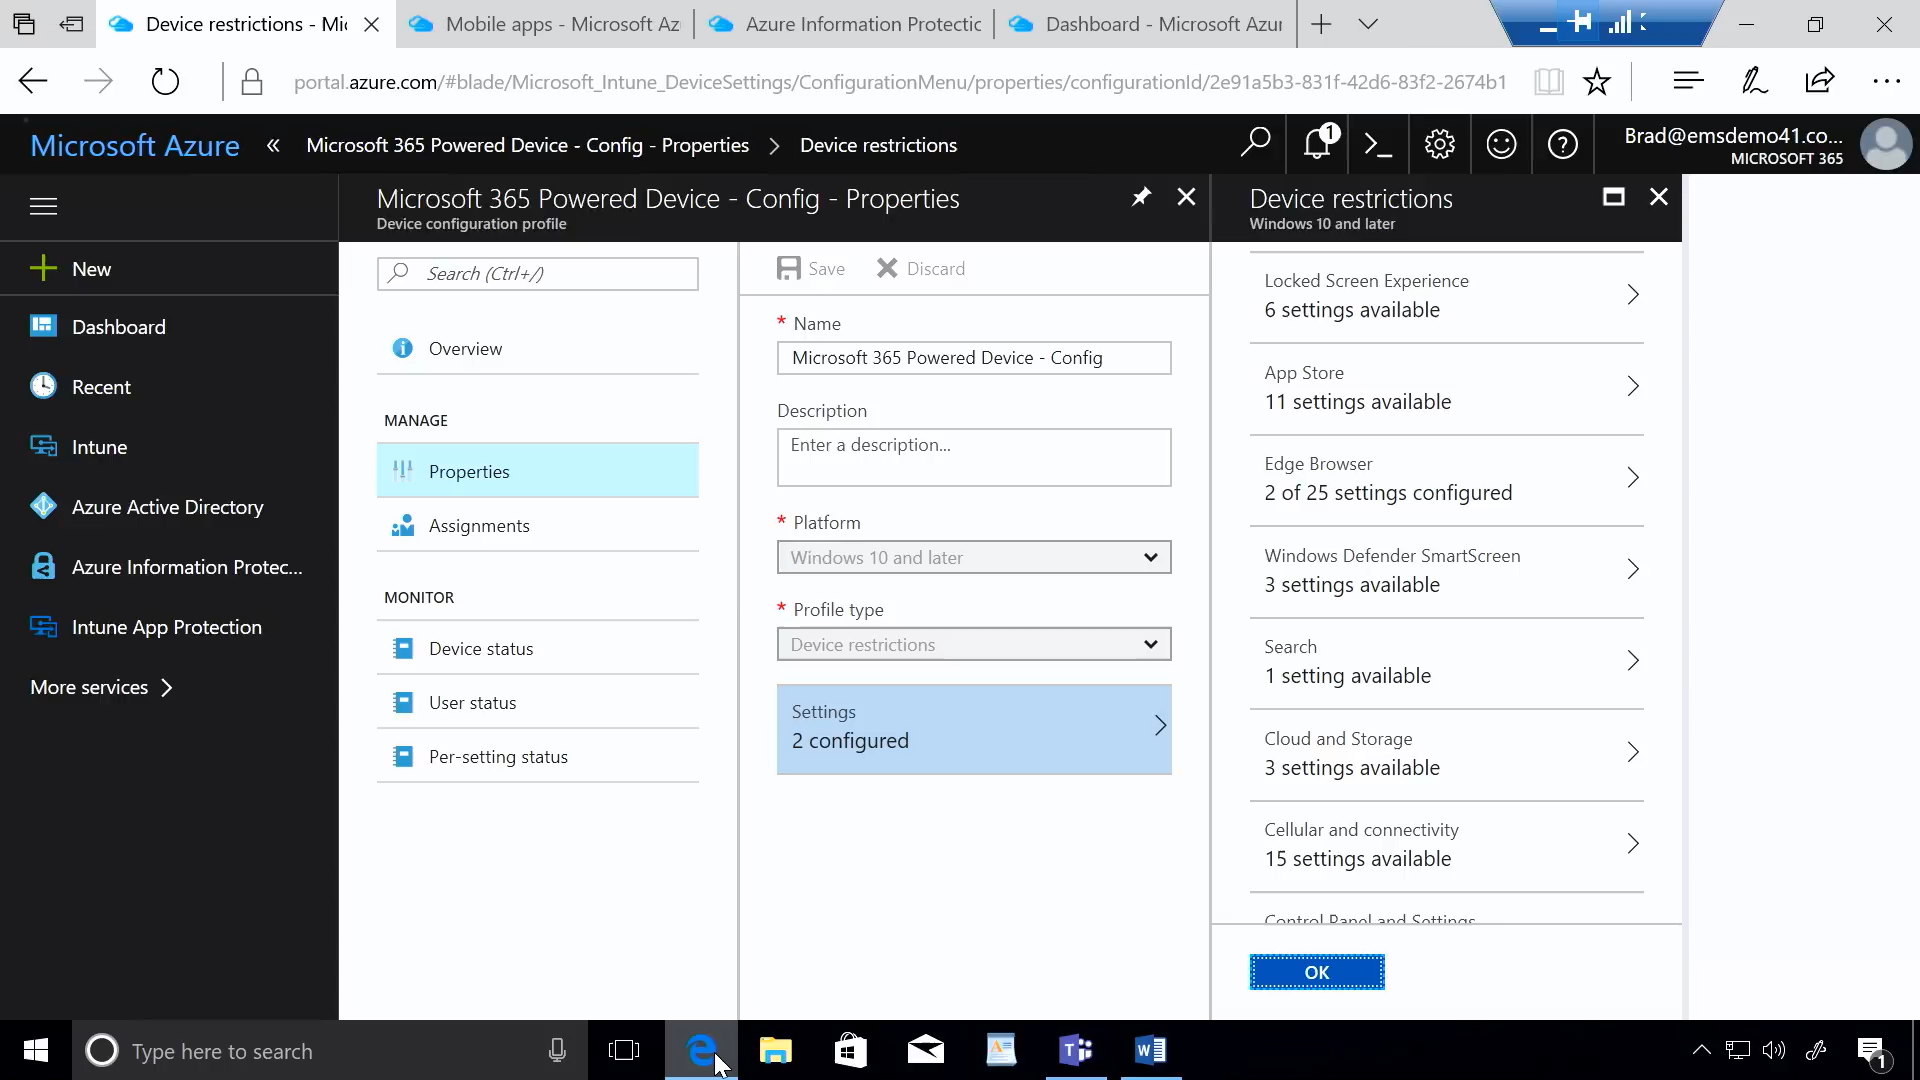 Device restrictions - Mic
Mobile apps - Microsoft Az
Azure Information Protectic
Dashboard - Microsoft Azur
portal.azure.com/#blade/Microsoft_Intune_DeviceSettings/ConfigurationMenu/properties/configurationId/2e91a5b3-831f-42d6-83f2-2674b1
Microsoft Azure
«
Microsoft 365 Powered Device - Config - Properties > Device restrictions
1
Brad@emsdemo41.co...
MICROSOFT 365
New
Dashboard
Recent
Intune
Azure Active Directory
Azure Information Protec...
Intune App Protection
More services
Microsoft 365 Powered Device - Config - Properties
Device configuration profile
Search (Ctrl+/)
Overview
MANAGE
Properties
Assignments
MONITOR
Device status
User status
Per-setting status
Save
Discard
* Name
Microsoft 365 Powered Device - Config
Description
Enter a description...
* Platform
Windows 10 and later
* Profile type
Device restrictions
Settings
2 configured
Device restrictions
Windows 10 and later
Locked Screen Experience
6 settings available
App Store
11 settings available
Edge Browser
2 of 25 settings configured
Windows Defender SmartScreen
3 settings available
Search
1 setting available
Cloud and Storage
3 settings available
Cellular and connectivity
15 settings available
Control Panel and Settings
OK
Type here to search
1